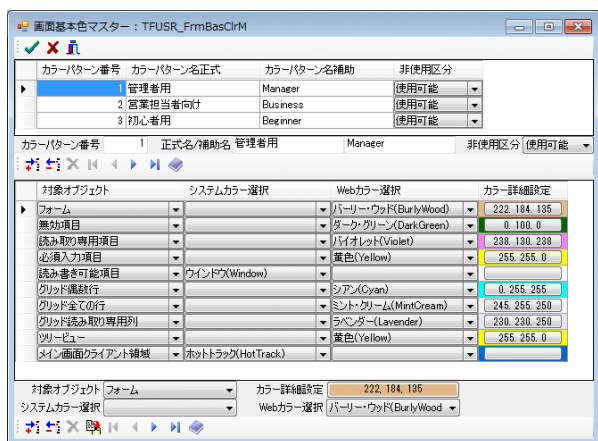 画面基本色マスター : TFUSR_FrmBasClrM
カラーパターン番号 カラーパターン名正式 カラーパターン名補助 非使用区分
1 管理者用 Manager 使用可能
2 営業担当者向け Business 使用可能
3 初心者用 Beginner 使用可能
カラーパターン番号 1 正式名/補助名 管理者用 Manager 非使用区分 使用可能
対象オブジェクト システムカラー選択 Webカラー選択 カラー詳細設定
フォーム バーリー・ウッド(BurlyWood) 222, 184, 135
無効項目 ダーク・グリーン(DarkGreen) 0, 100, 0
読み取り専用項目 バイオレット(Violet) 238, 130, 238
必須入力項目 黄色(Yellow) 255, 255, 0
読み書き可能項目 ウインドウ(Window)
グリッド偶数行 シアン(Cyan) 0, 255, 255
グリッド全ての行 ミント・クリーム(MintCream) 245, 255, 250
グリッド読み取り専用列 ラベンダー(Lavender) 230, 230, 250
ツリービュー 黄色(Yellow) 255, 255, 0
メイン画面クライアント領域 ホットトラック(HotTrack)
対象オブジェクト フォーム カラー詳細設定 222, 184, 135
システムカラー選択 Webカラー選択 バーリー・ウッド(BurlyWood